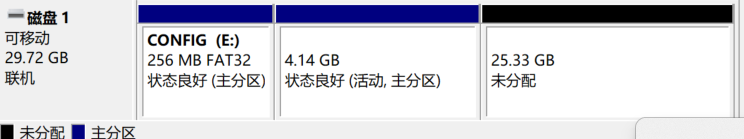 磁盘 1
可移动
29.72 GB
联机
CONFIG (E:)
256 MB FAT32
状态良好 (主分区)
4.14 GB
状态良好 (活动, 主分区)
25.33 GB
未分配
未分配 主分区